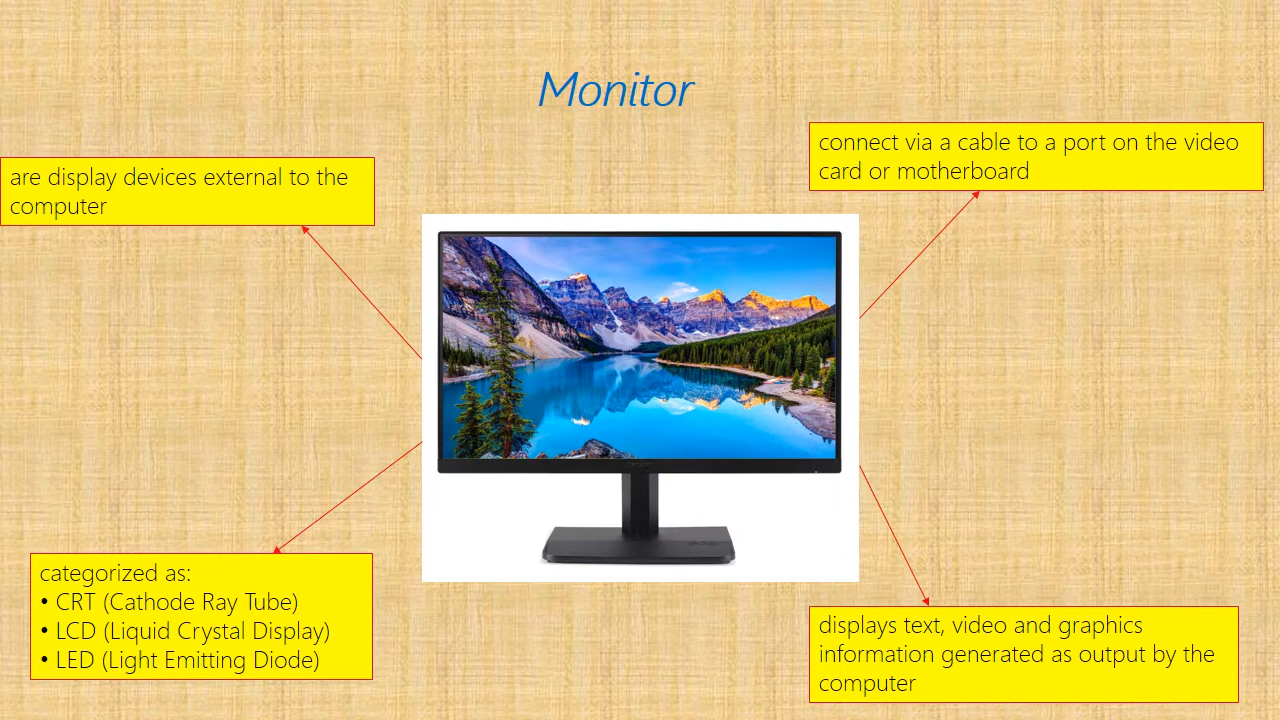 Monitor
connect via a cable to a port on the video
card or motherboard
are display devices external to the
computer
categorized as:
• CRT (Cathode Ray Tube)
• LCD (Liquid Crystal Display)
• LED (Light Emitting Diode)
displays text, video and graphics
information generated as output by the
computer